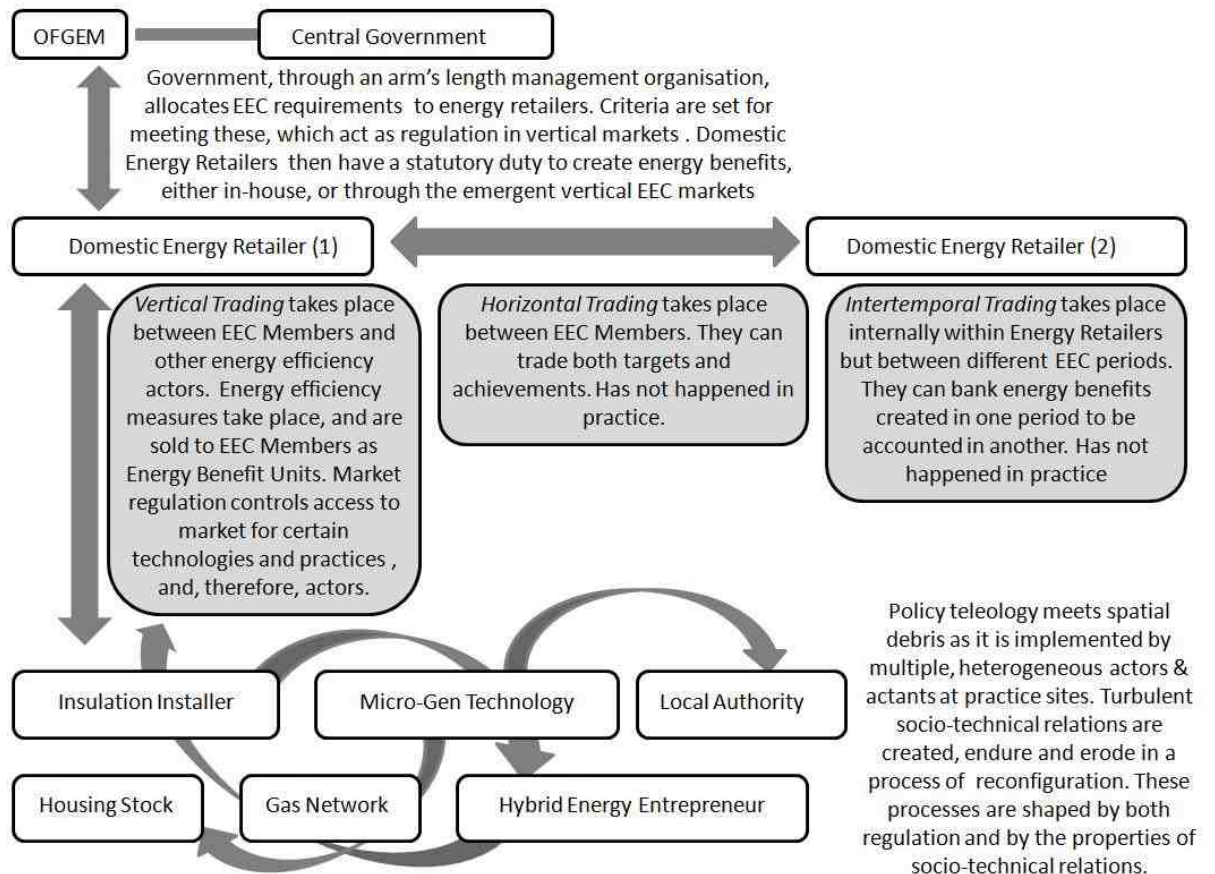 OFGEM
Central Government
Government, through an arm's length management organisation,
allocates EEC requirements to energy retailers. Criteria are set for
meeting these, which act as regulation in vertical markets . Domestic
Energy Retailers then have a statutory duty to create energy benefits,
either in-house, or through the emergent vertical EEC markets
Domestic Energy Retailer (1)
Domestic Energy Retailer (2)
Vertical Trading takes place
between EEC Members and
other energy efficiency
actors. Energy efficiency
measures take place, and are
sold to EEC Members as
Energy Benefit Units. Market
regulation controls access to
market for certain
technologies and practices ,
and, therefore, actors.
Horizontal Trading takes place
between EEC Members. They can
trade both targets and
achievements. Has not happened in
practice.
Intertemporal Trading takes place
internally within Energy Retailers
but between different EEC periods.
They can bank energy benefits
created in one period to be
accounted in another. Has not
happened in practice
Insulation Installer
Micro-Gen Technology
Local Authority
Housing Stock
Gas Network
Hybrid Energy Entrepreneur
Policy teleology meets spatial
debris as it is implemented by
multiple, heterogeneous actors &
actants at practice sites. Turbulent
socio-technical relations are
created, endure and erode in a
process of reconfiguration. These
processes are shaped by both
regulation and by the properties of
socio-technical relations.